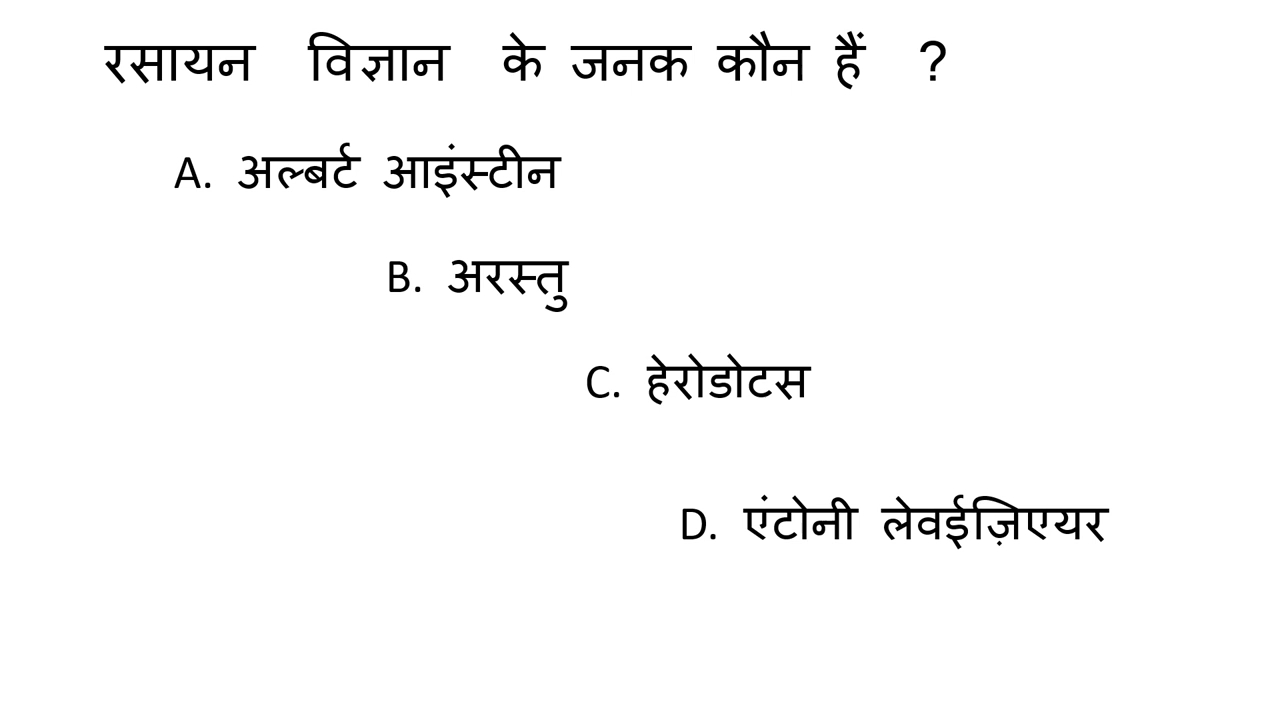 रसायन विज्ञान के जनक कौन हैं ?
A. अल्बर्ट आइंस्टीन
B. अरस्तु
C. हेरोडोटस
D. एंटोनी लेवईज़िएयर